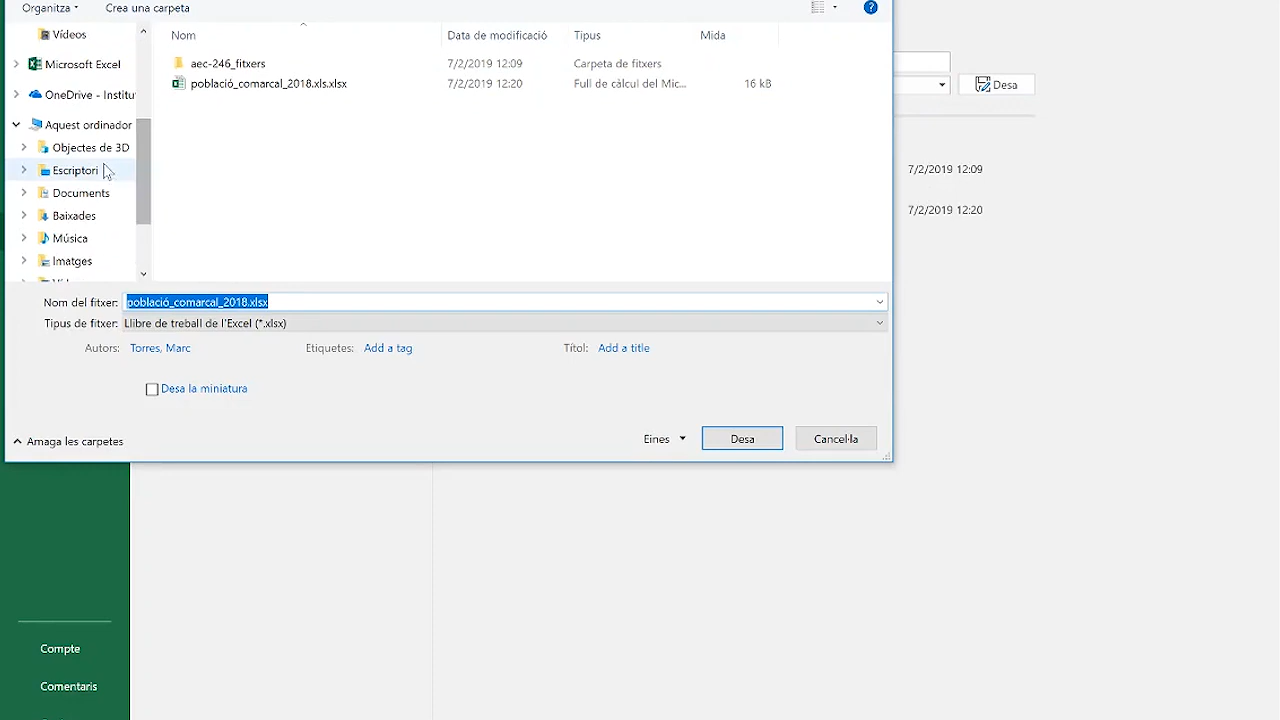 Organitza
Crea una carpeta
Vídeos
Microsoft Excel
OneDrive - Institu
Aquest ordinador
Objectes de 3D
Escriptori
Documents
Baixades
Música
Imatges
Nom Data de modificació Tipus Mida
aec-246_fitxers 7/2/2019 12:09 Carpeta de fitxers
població_comarcal_2018.xls.xlsx 7/2/2019 12:20 Full de càlcul del Mic... 16 kB
Nom del fitxer: població_comarcal_2018.xlsx
Tipus de fitxer: Llibre de treball de l'Excel (*.xlsx)
Autors: Torres, Marc Etiquetes: Add a tag Títol: Add a title
Desa la miniatura
Amaga les carpetes
Eines Desa Cancel·la
Desa
7/2/2019 12:09
7/2/2019 12:20
Compte
Comentaris